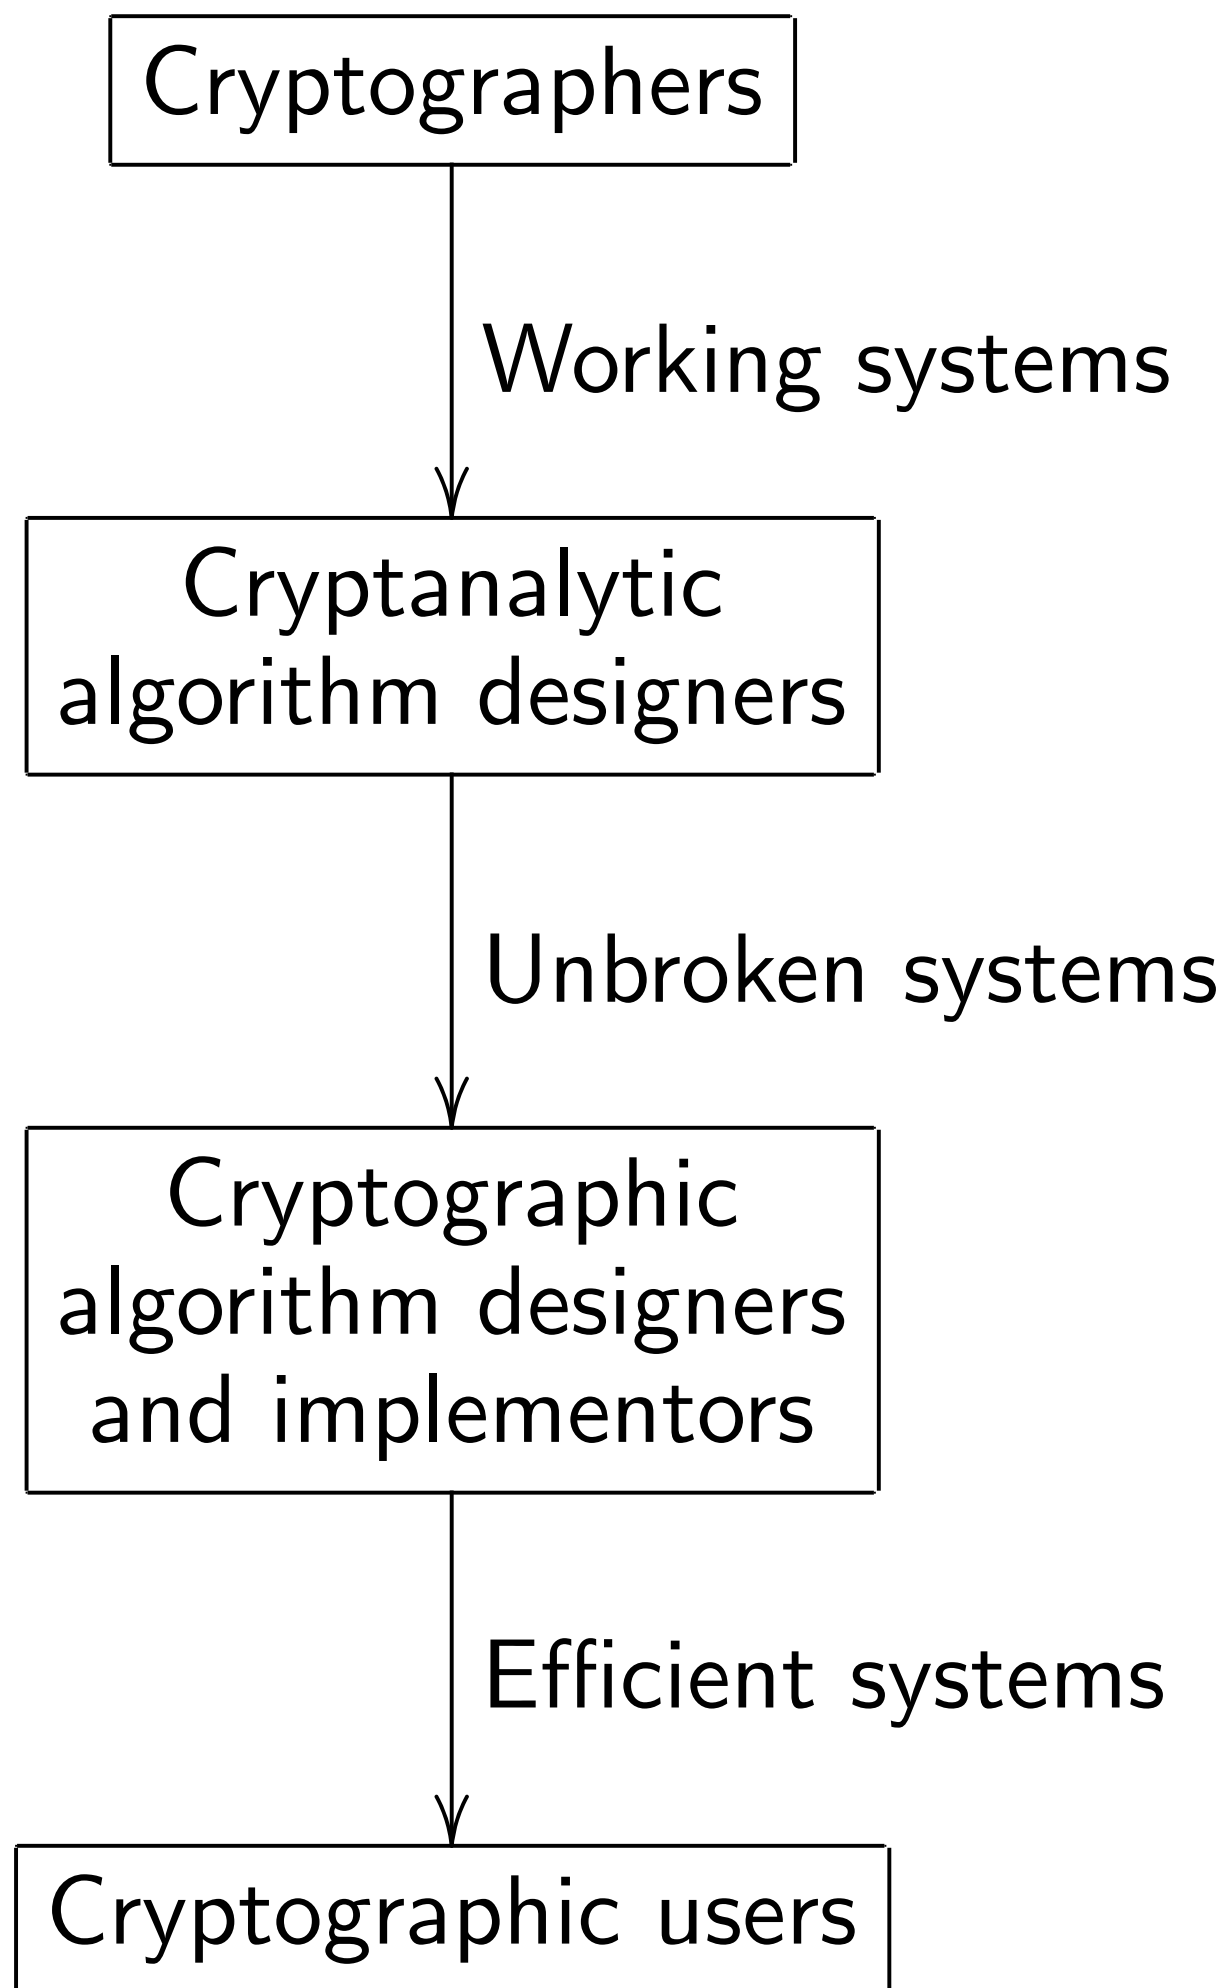 Cryptographers
Working systems
Cryptanalytic
algorithm designers
Unbroken systems
Cryptographic
algorithm designers
and implementors
Efficient systems
Cryptographic users